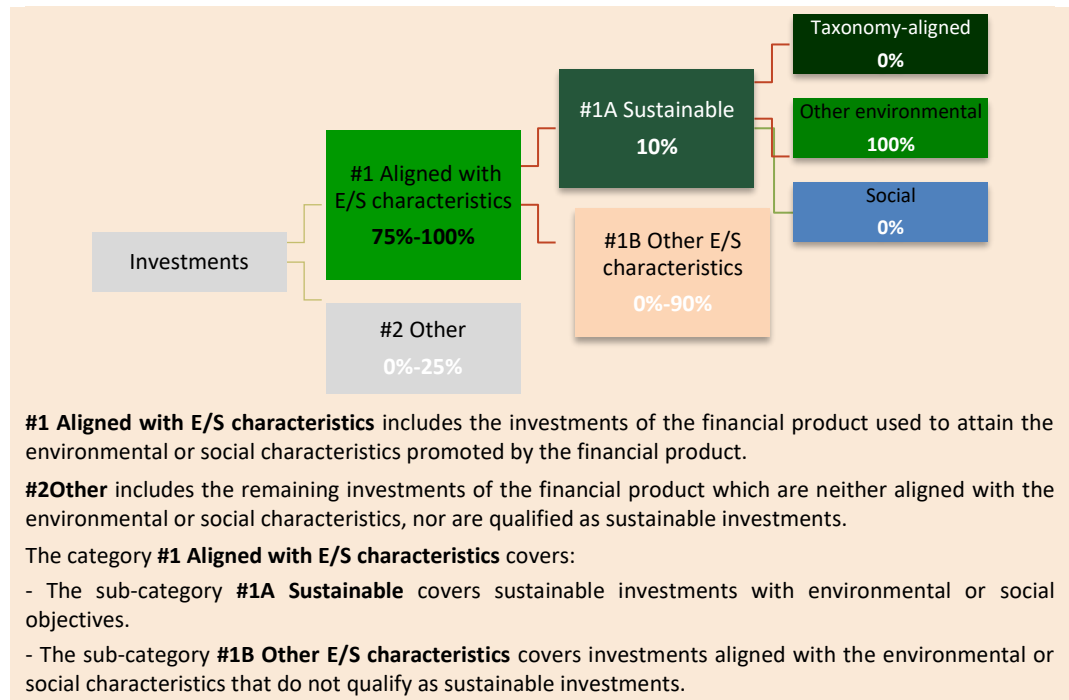 Taxonomy-aligned
0%
#1A Sustainable
10%
Other environmental
100%
#1 Aligned with
E/S characteristics
75%-100%
Social
0%
#1B Other E/S
characteristics
0%-90%
Investments
#2 Other
0%-25%
#1 Aligned with E/S characteristics includes the investments of the financial product used to attain the
environmental or social characteristics promoted by the financial product.
#2Other includes the remaining investments of the financial product which are neither aligned with the
environmental or social characteristics, nor are qualified as sustainable investments.
The category #1 Aligned with E/S characteristics covers:
- The sub-category #1A Sustainable covers sustainable investments with environmental or social
objectives.
- The sub-category #1B Other E/S characteristics covers investments aligned with the environmental or
social characteristics that do not qualify as sustainable investments.